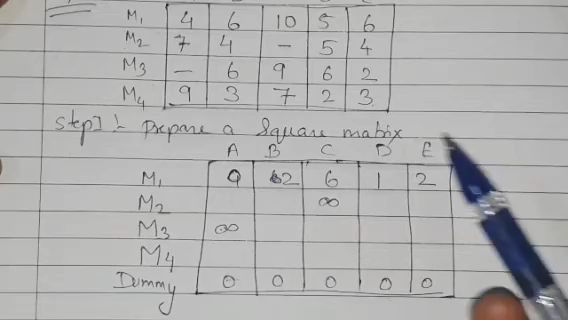 M1 4 6 10 5 6
M2 7 4 - 5 4
M3 - 6 9 6 2
M4 9 3 7 2 3
Step I :- Prepare a Square matrix
A B C D E
M1 0 2 6 1 2
M2 ∞
M3 ∞
M4
Dummy 0 0 0 0 0